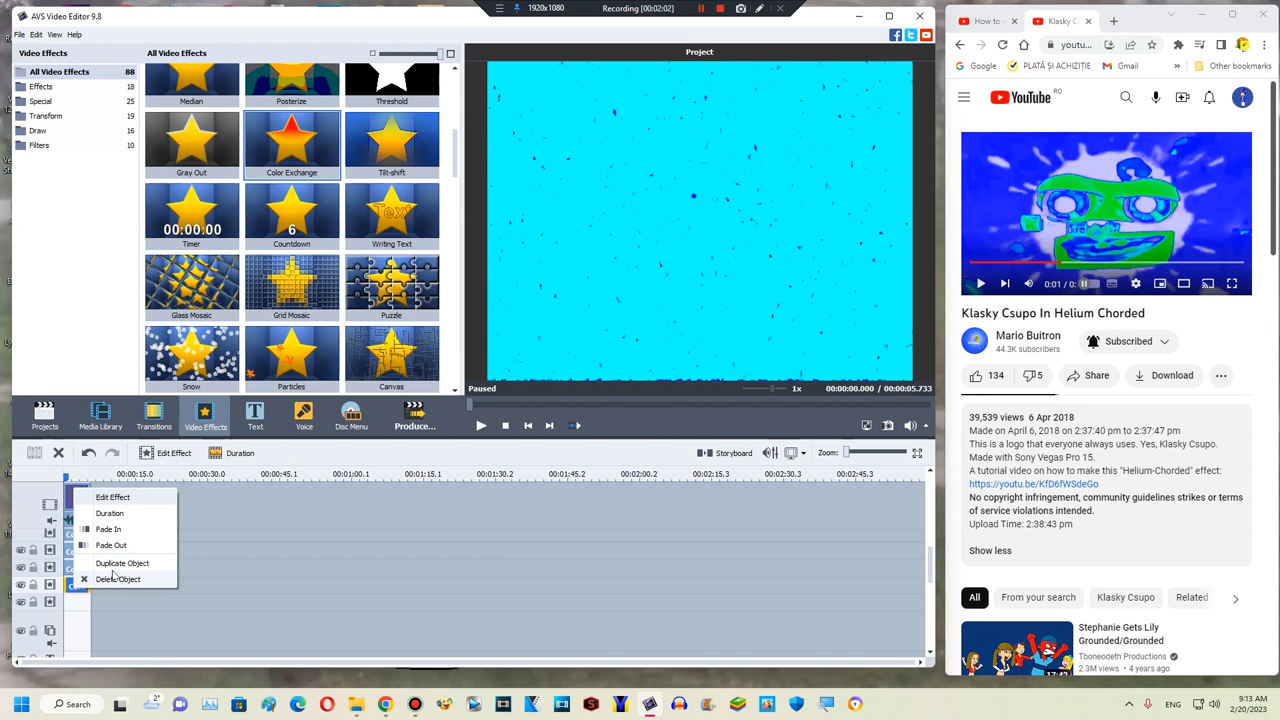 AVS Video Editor 9.8
1920x1080
Recording [00:02:02]
File Edit View Help
Video Effects
All Video Effects 88
Effects 18
Special 25
Transform 19
Draw 16
Filters 10
All Video Effects
Median
Posterize
Threshold
Gray Out
Color Exchange
Tilt-shift
00:00:00
Timer
6
Countdown
Text
Writing Text
Glass Mosaic
Grid Mosaic
Puzzle
Snow
Particles
Canvas
Project
Paused
1x
00:00:00.000 / 00:00:05.733
Projects
Media Library
Transitions
Video Effects
Text
Voice
Disc Menu
Produce...
Edit Effect
Duration
Storyboard
Zoom:
00:00:15.0 00:00:30.0 00:00:45.1 00:01:00.1 00:01:15.1 00:01:30.2 00:01:45.2 00:02:00.2 00:02:15.3 00:02:30.3 00:02:45.3
Edit Effect
Duration
Fade In
Fade Out
Duplicate Object
Delete Object
How to
Klasky C
youtu...
Google
PLATĂ ȘI ACHIZIȚIE
Gmail
Other bookmarks
YouTube RO
0:01 / 0:
Klasky Csupo In Helium Chorded
Mario Buitron
44.3K subscribers
Subscribed
134
5
Share
Download
39,539 views 6 Apr 2018
Made on April 6, 2018 on 2:37:40 pm to 2:37:47 pm
This is a logo that everyone always uses. Yes, Klasky Csupo.
Made with Sony Vegas Pro 15.
A tutorial video on how to make this "Helium-Chorded" effect:
https://youtu.be/KfD6fWSdeGo
No copyright infringement, community guidelines strikes or terms
of service violations intended.
Upload Time: 2:38:43 pm
Show less
All
From your search
Klasky Csupo
Related
Stephanie Gets Lily
Grounded/Grounded
Tboneodeth Productions
2.3M views • 4 years ago
17:42
Search
2°
ENG
9:13 AM
2/20/2023